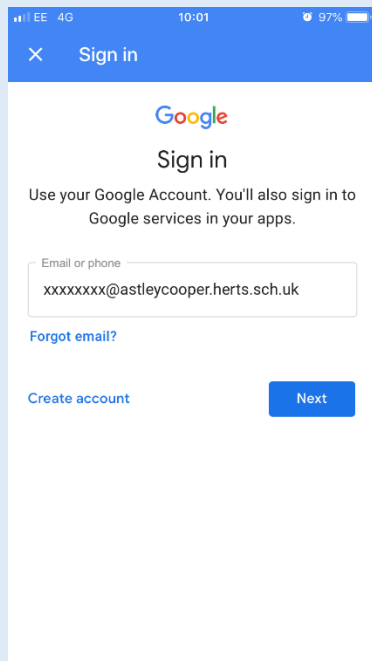 EE 4G 10:01 97%
× Sign in
Google
Sign in
Use your Google Account. You'll also sign in to
Google services in your apps.
Email or phone
xxxxxxxx@astleycooper.herts.sch.uk
Forgot email?
Create account Next